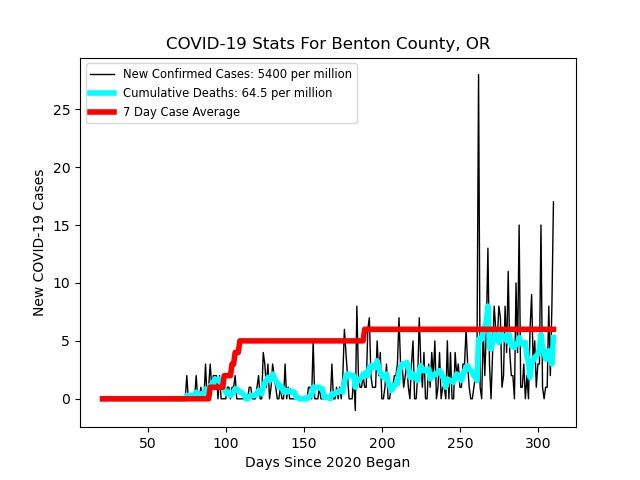 COVID-19 Stats For Benton County, OR
New Confirmed Cases: 5400 per million
Cumulative Deaths: 64.5 per million
7 Day Case Average
New COVID-19 Cases
25
20
15
10
5
0
50 100 150 200 250 300
Days Since 2020 Began